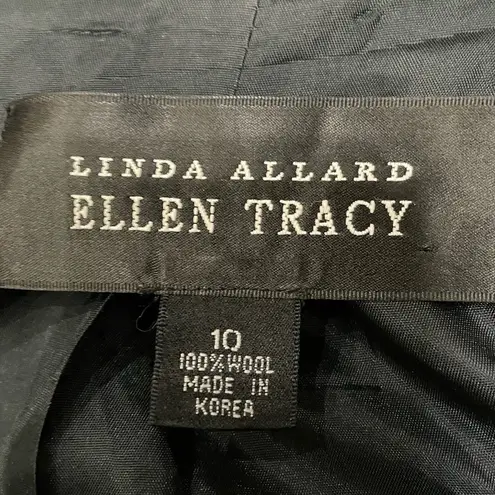 LINDA ALLARD
ELLEN TRACY
10
100% WOOL
MADE IN
KOREA